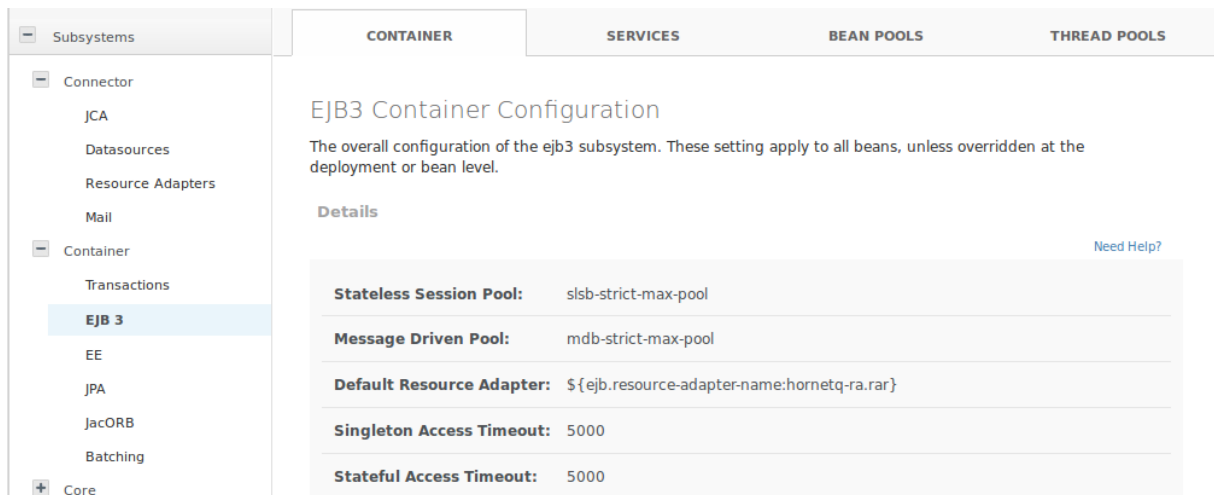 Subsystems
Connector
JCA
Datasources
Resource Adapters
Mail
Container
Transactions
EJB 3
EE
JPA
JacORB
Batching
Core
CONTAINER SERVICES BEAN POOLS THREAD POOLS
EJB3 Container Configuration
The overall configuration of the ejb3 subsystem. These setting apply to all beans, unless overridden at the
deployment or bean level.
Details
Need Help?
Stateless Session Pool: slsb-strict-max-pool
Message Driven Pool: mdb-strict-max-pool
Default Resource Adapter: ${ejb.resource-adapter-name:hornetq-ra.rar}
Singleton Access Timeout: 5000
Stateful Access Timeout: 5000